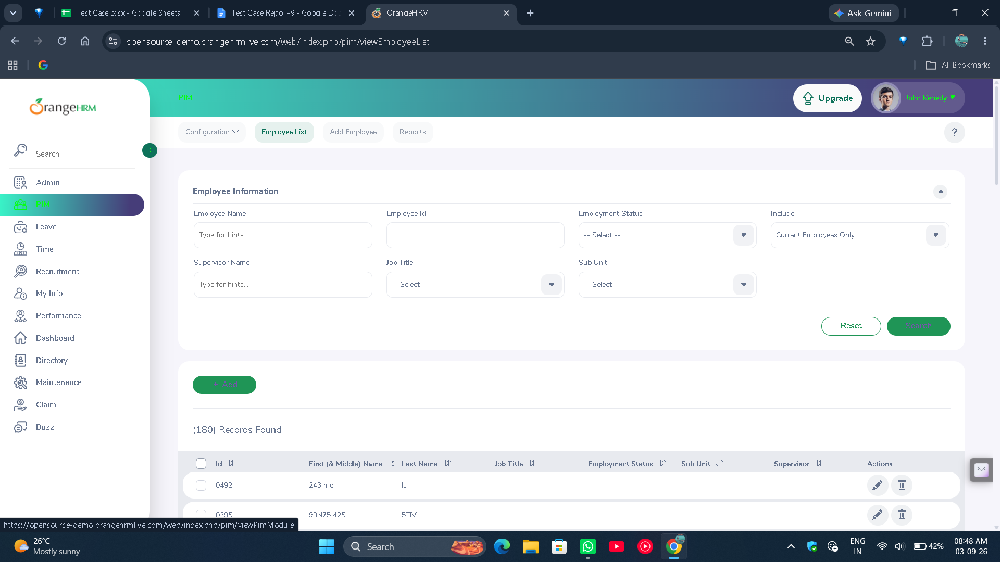 Test Case .xlsx - Google Sheets
Test Case Repo.:-9 - Google Doc
OrangeHRM
Ask Gemini
opensource-demo.orangehrmlive.com/web/index.php/pim/viewEmployeeList
All Bookmarks
OrangeHRM
PIM
Upgrade
John Kenedy
Configuration
Employee List
Add Employee
Reports
?
Search
Admin
PIM
Leave
Time
Recruitment
My Info
Performance
Dashboard
Directory
Maintenance
Claim
Buzz
Employee Information
Employee Name
Employee Id
Employment Status
Include
Type for hints...
-- Select --
Current Employees Only
Supervisor Name
Job Title
Sub Unit
Type for hints...
-- Select --
-- Select --
Reset
Search
+ Add
(180) Records Found
Id
First (& Middle) Name
Last Name
Job Title
Employment Status
Sub Unit
Supervisor
Actions
0492
243 me
0295
99N75 425
5TIV
https://opensource-demo.orangehrmlive.com/web/index.php/pim/viewPimModule
26°C
Mostly sunny
Search
ENG
IN
42%
08:48 AM
03-09-26